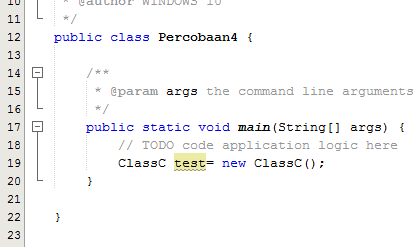 10 * @author WINDOWS 10
11 */
12 public class Percobaan4 {
13
14 /**
15 * @param args the command line arguments
16 */
17 public static void main(String[] args) {
18 // TODO code application logic here
19 ClassC test= new ClassC();
20 }
21
22 }
23